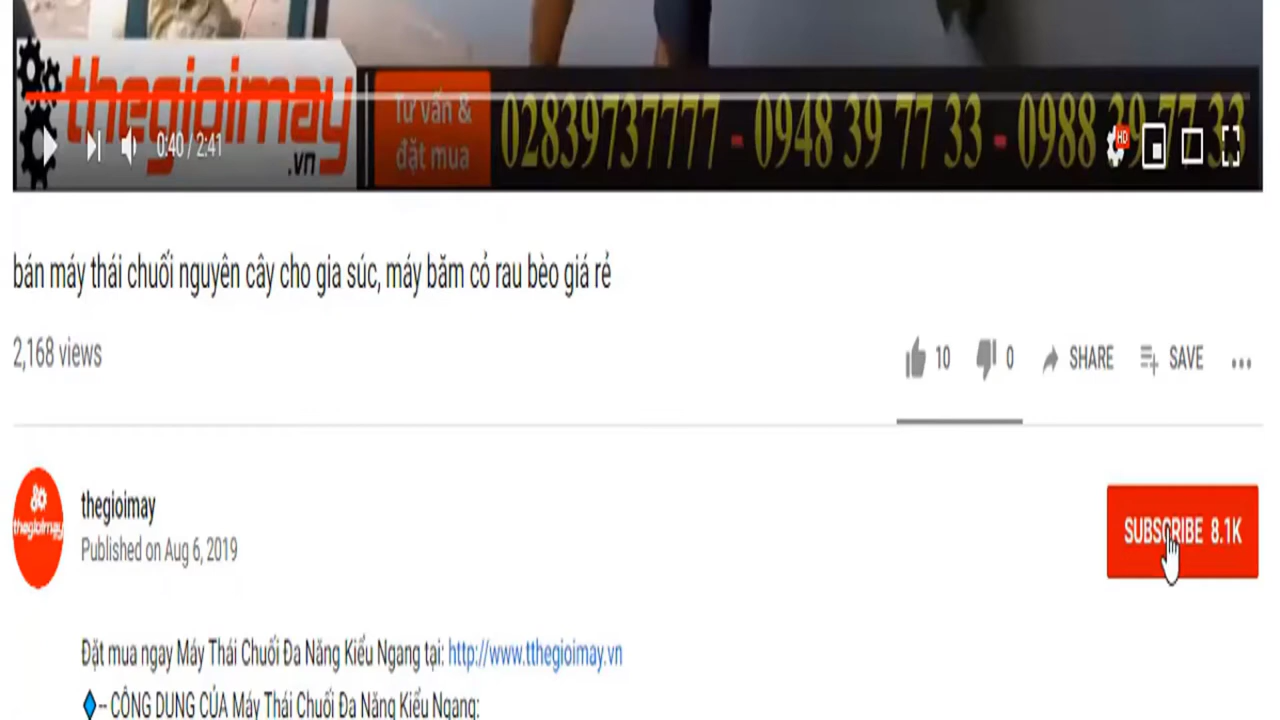 thegioimay
.vn
Tư vấn &
đặt mua
02839737777 - 0948 39 77 33 - 0988 39 77 33
HD
0:40 / 2:41
bán máy thái chuối nguyên cây cho gia súc, máy băm cỏ rau bèo giá rẻ
2,168 views
10 0 SHARE SAVE
thegioimay
thegioimay
Published on Aug 6, 2019
SUBSCRIBE 8.1K
Đặt mua ngay Máy Thái Chuối Đa Năng Kiểu Ngang tại: http://www.tthegioimay.vn
-- CÔNG DỤNG CỦA Máy Thái Chuối Đa Năng Kiểu Ngang: